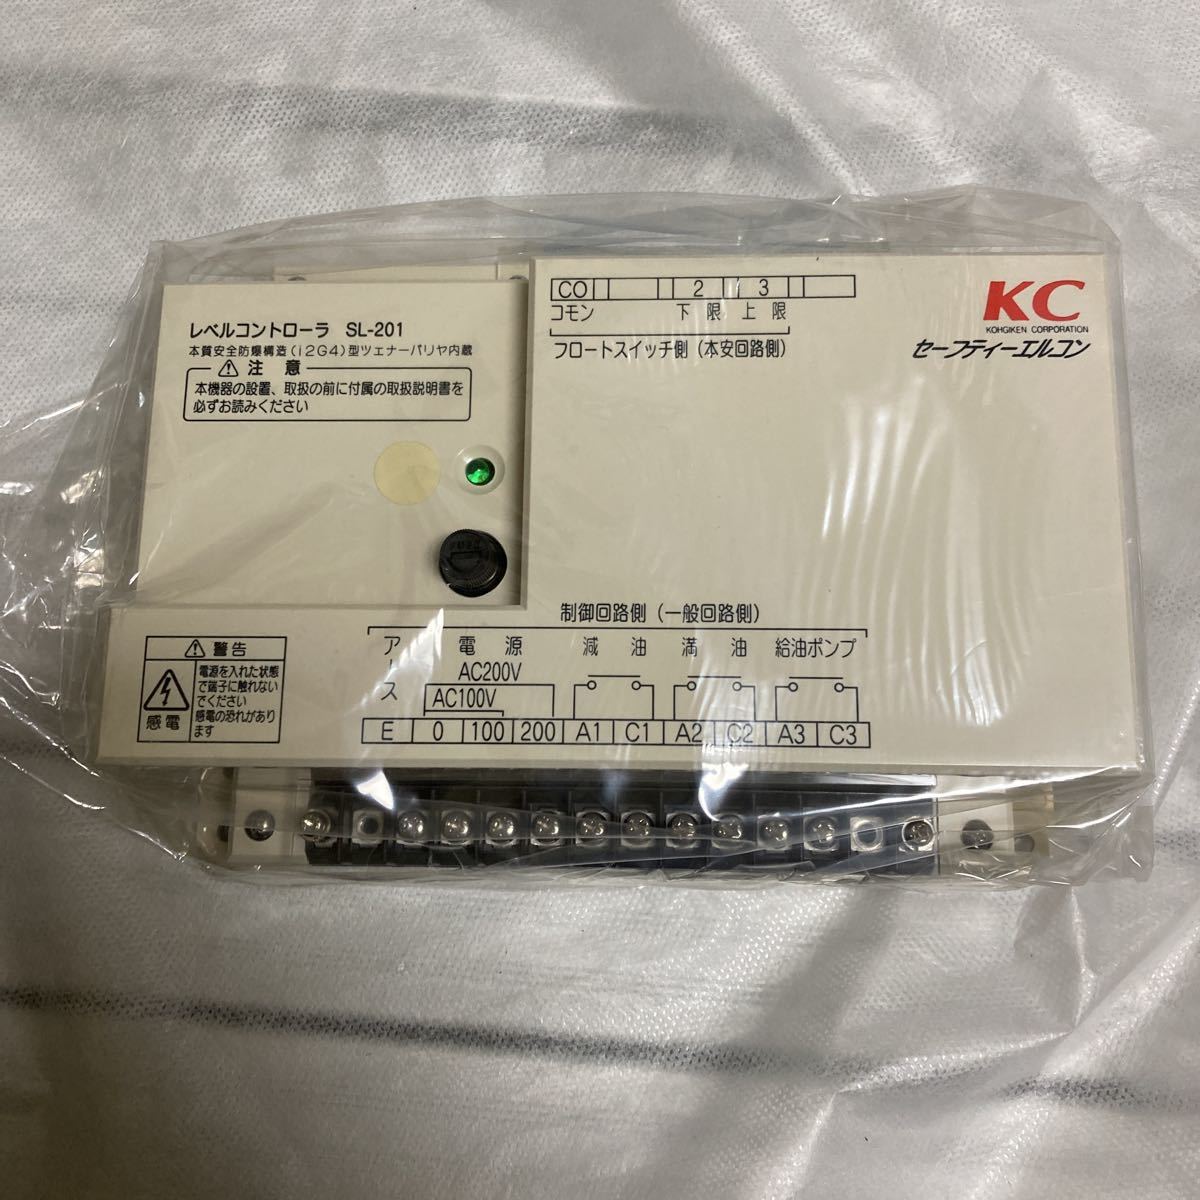 レベルコントローラ SL-201
本質安全防爆構造(i2G4)型ツェナーバリヤ内蔵
注 意
本機器の設置、取扱の前に付属の取扱説明書を
必ずお読みください
CO 2 3
コモン 下 限 上 限
フロートスイッチ側(本安回路側)
KC
KOHGIKEN CORPORATION
セーフティーエルコン
FUSE
制御回路側(一般回路側)
アース 電 源 減 油 満 油 給油ポンプ
AC200V
AC100V
E 0 100 200 A1 C1 A2 C2 A3 C3
警告
感電
電源を入れた状態
で端子に触れない
でください
感電の恐れがあり
ます